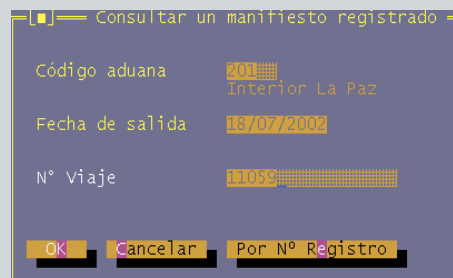 [■] Consultar un manifiesto registrado
Código aduana 201
Interior La Paz
Fecha de salida 18/07/2002
N° Viaje 11059
OK Cancelar Por Nº Registro